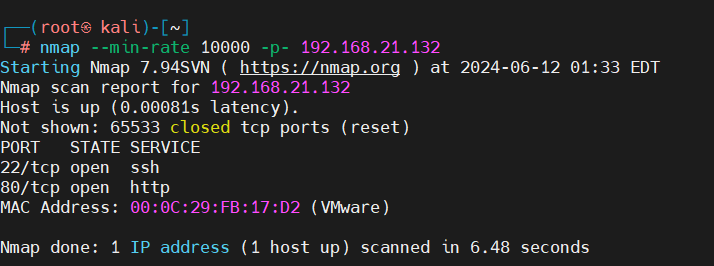 ┌──(root㉿ kali)-[~]
└─# nmap --min-rate 10000 -p- 192.168.21.132
Starting Nmap 7.94SVN ( https://nmap.org ) at 2024-06-12 01:33 EDT
Nmap scan report for 192.168.21.132
Host is up (0.00081s latency).
Not shown: 65533 closed tcp ports (reset)
PORT   STATE SERVICE
22/tcp open  ssh
80/tcp open  http
MAC Address: 00:0C:29:FB:17:D2 (VMware)

Nmap done: 1 IP address (1 host up) scanned in 6.48 seconds